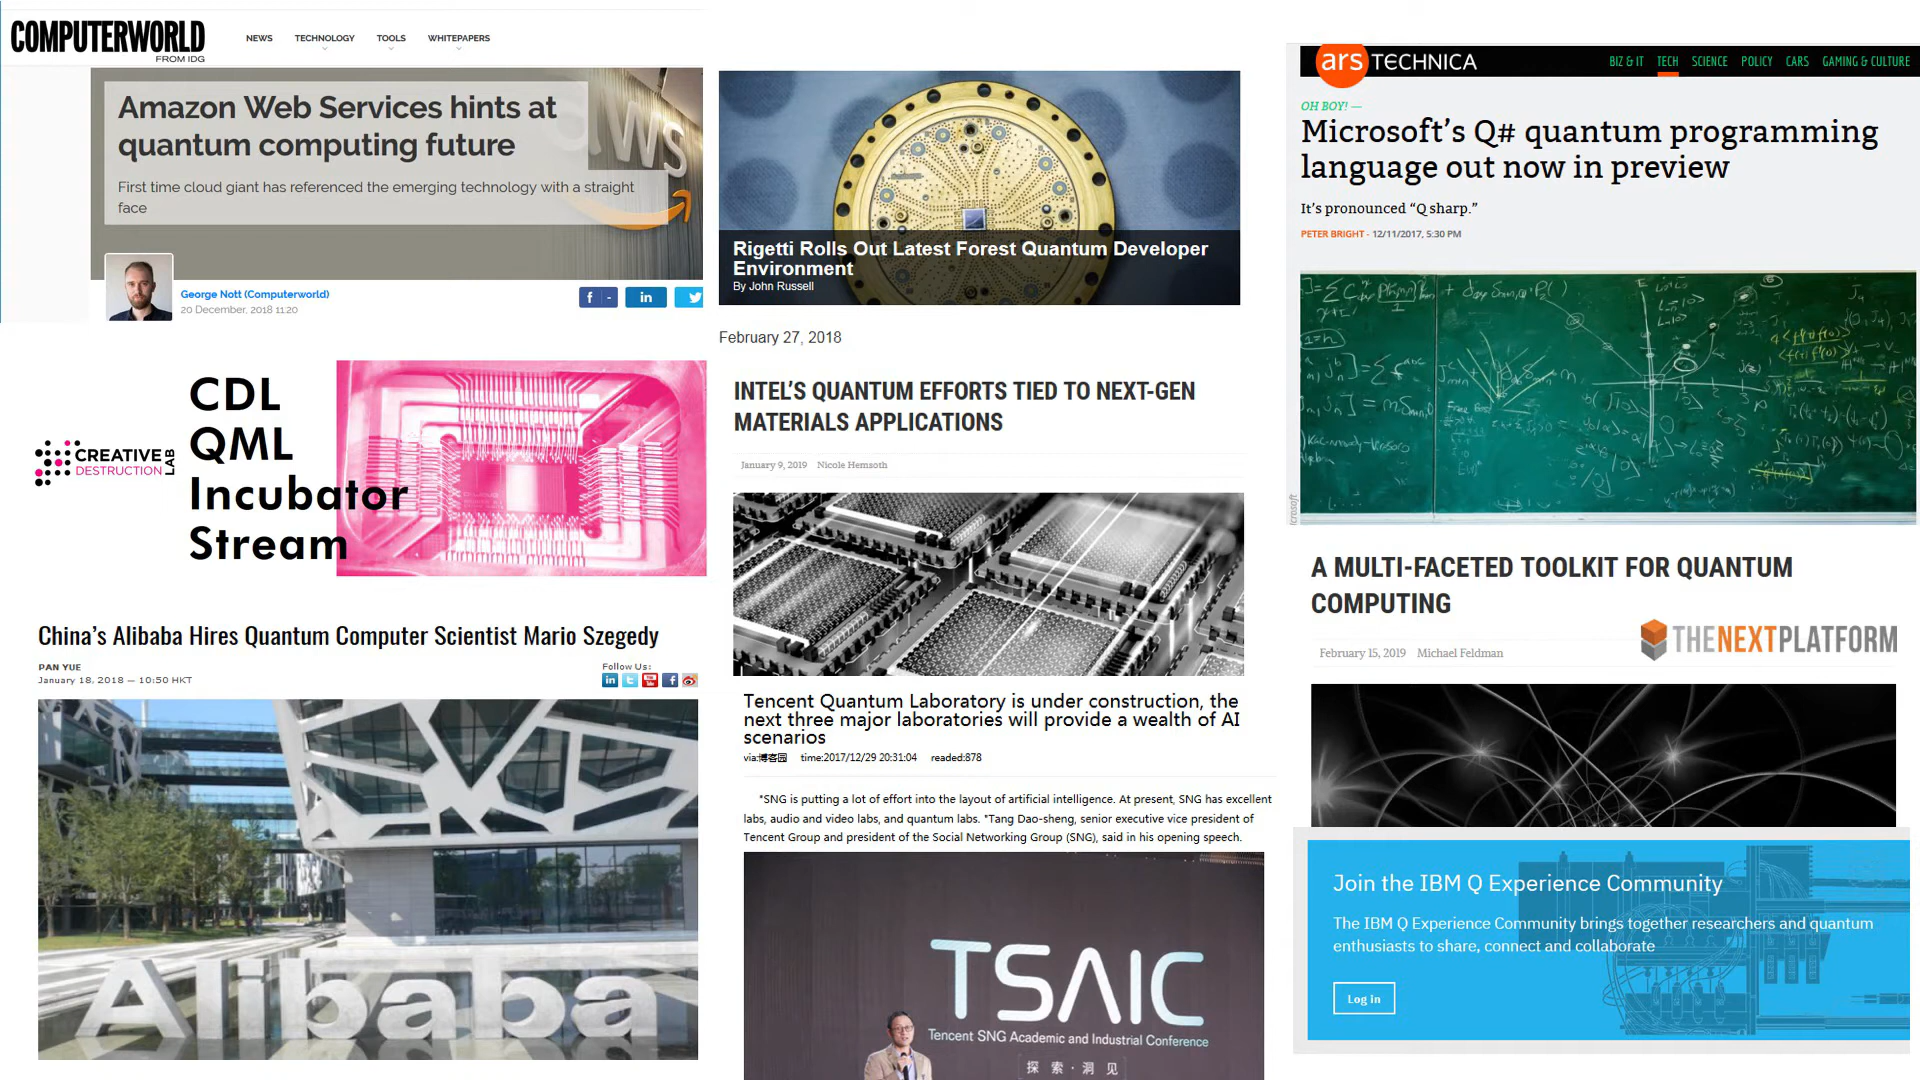 COMPUTERWORLD
FROM IDG
NEWS TECHNOLOGY TOOLS WHITEPAPERS
Amazon Web Services hints at
quantum computing future
First time cloud giant has referenced the emerging technology with a straight
face
aws
George Nott (Computerworld)
20 December, 2018 11:20
CREATIVE
DESTRUCTION
LAB
CDL
QML
Incubator
Stream
China's Alibaba Hires Quantum Computer Scientist Mario Szegedy
PAN YUE
January 18, 2018 — 10:50 HKT
Follow Us:
Alibaba
Rigetti Rolls Out Latest Forest Quantum Developer
Environment
By John Russell
February 27, 2018
INTEL'S QUANTUM EFFORTS TIED TO NEXT-GEN
MATERIALS APPLICATIONS
January 9, 2019 Nicole Hemsoth
Tencent Quantum Laboratory is under construction, the
next three major laboratories will provide a wealth of AI
scenarios
via:博客园 time:2017/12/29 20:31:04 readed:878
"SNG is putting a lot of effort into the layout of artificial intelligence. At present, SNG has excellent
labs, audio and video labs, and quantum labs. "Tang Dao-sheng, senior executive vice president of
Tencent Group and president of the Social Networking Group (SNG), said in his opening speech.
TSAIC
Tencent SNG Academic and Industrial Conference
探索·洞见
ars TECHNICA
BIZ & IT TECH SCIENCE POLICY CARS GAMING & CULTURE
OH BOY! —
Microsoft's Q# quantum programming
language out now in preview
It's pronounced "Q sharp."
PETER BRIGHT - 12/11/2017, 5:30 PM
A MULTI-FACETED TOOLKIT FOR QUANTUM
COMPUTING
February 15, 2019 Michael Feldman
THENEXTPLATFORM
Join the IBM Q Experience Community
The IBM Q Experience Community brings together researchers and quantum
enthusiasts to share, connect and collaborate
Log in